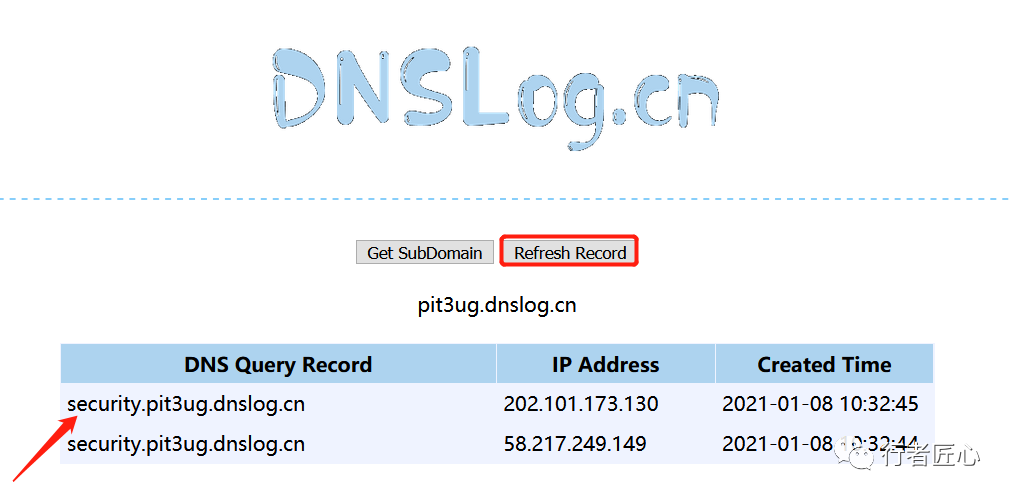 DNSLog.cn
Get SubDomain Refresh Record
pit3ug.dnslog.cn
DNS Query Record IP Address Created Time
security.pit3ug.dnslog.cn 202.101.173.130 2021-01-08 10:32:45
security.pit3ug.dnslog.cn 58.217.249.149 2021-01-08 10:32:44
行者匠心